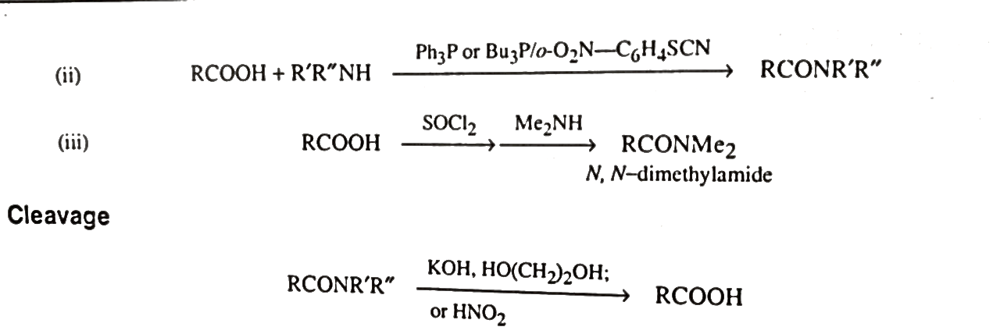 Ph₃P or Bu₃P/o-O₂N—C₆H₄SCN
(ii) RCOOH + R′R″NH ⟶ RCONR′R″
SOCl₂ Me₂NH
(iii) RCOOH ⟶ ⟶ RCONMe₂
N, N–dimethylamide
Cleavage
KOH, HO(CH₂)₂OH;
RCONR′R″ ⟶ RCOOH
or HNO₂